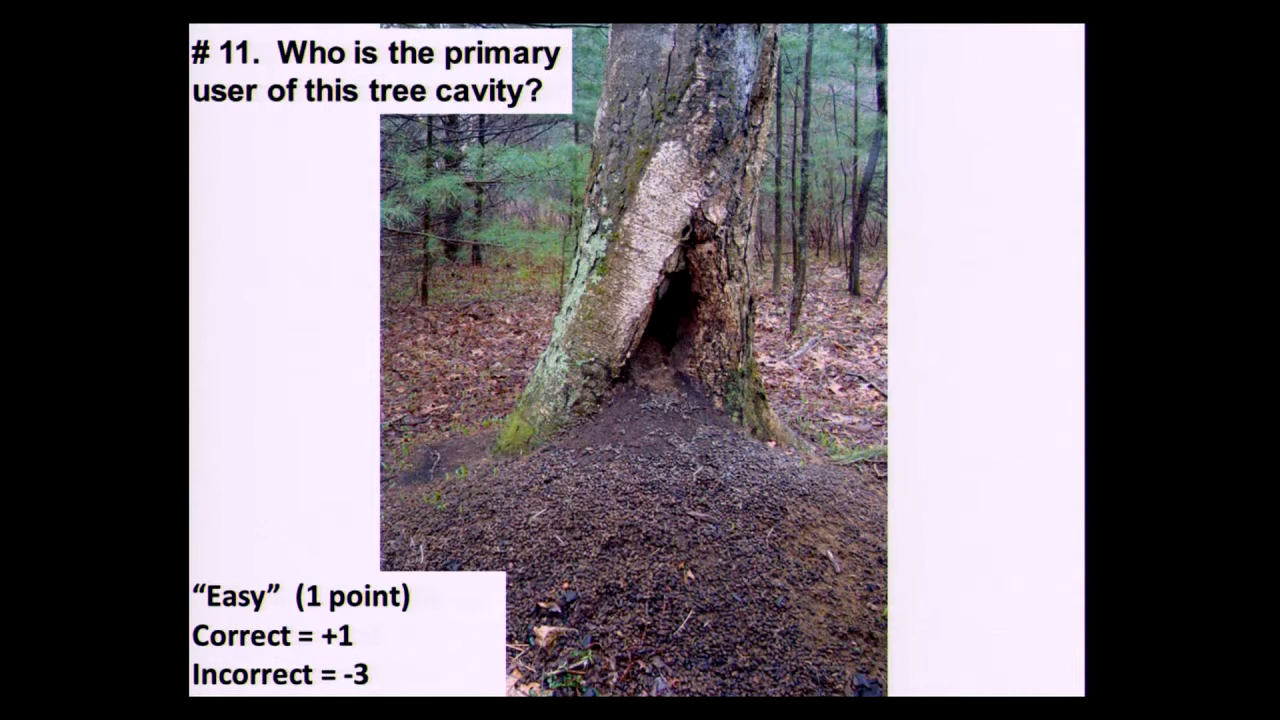 # 11.  Who is the primary
user of this tree cavity?
“Easy”  (1 point)
Correct = +1
Incorrect = -3